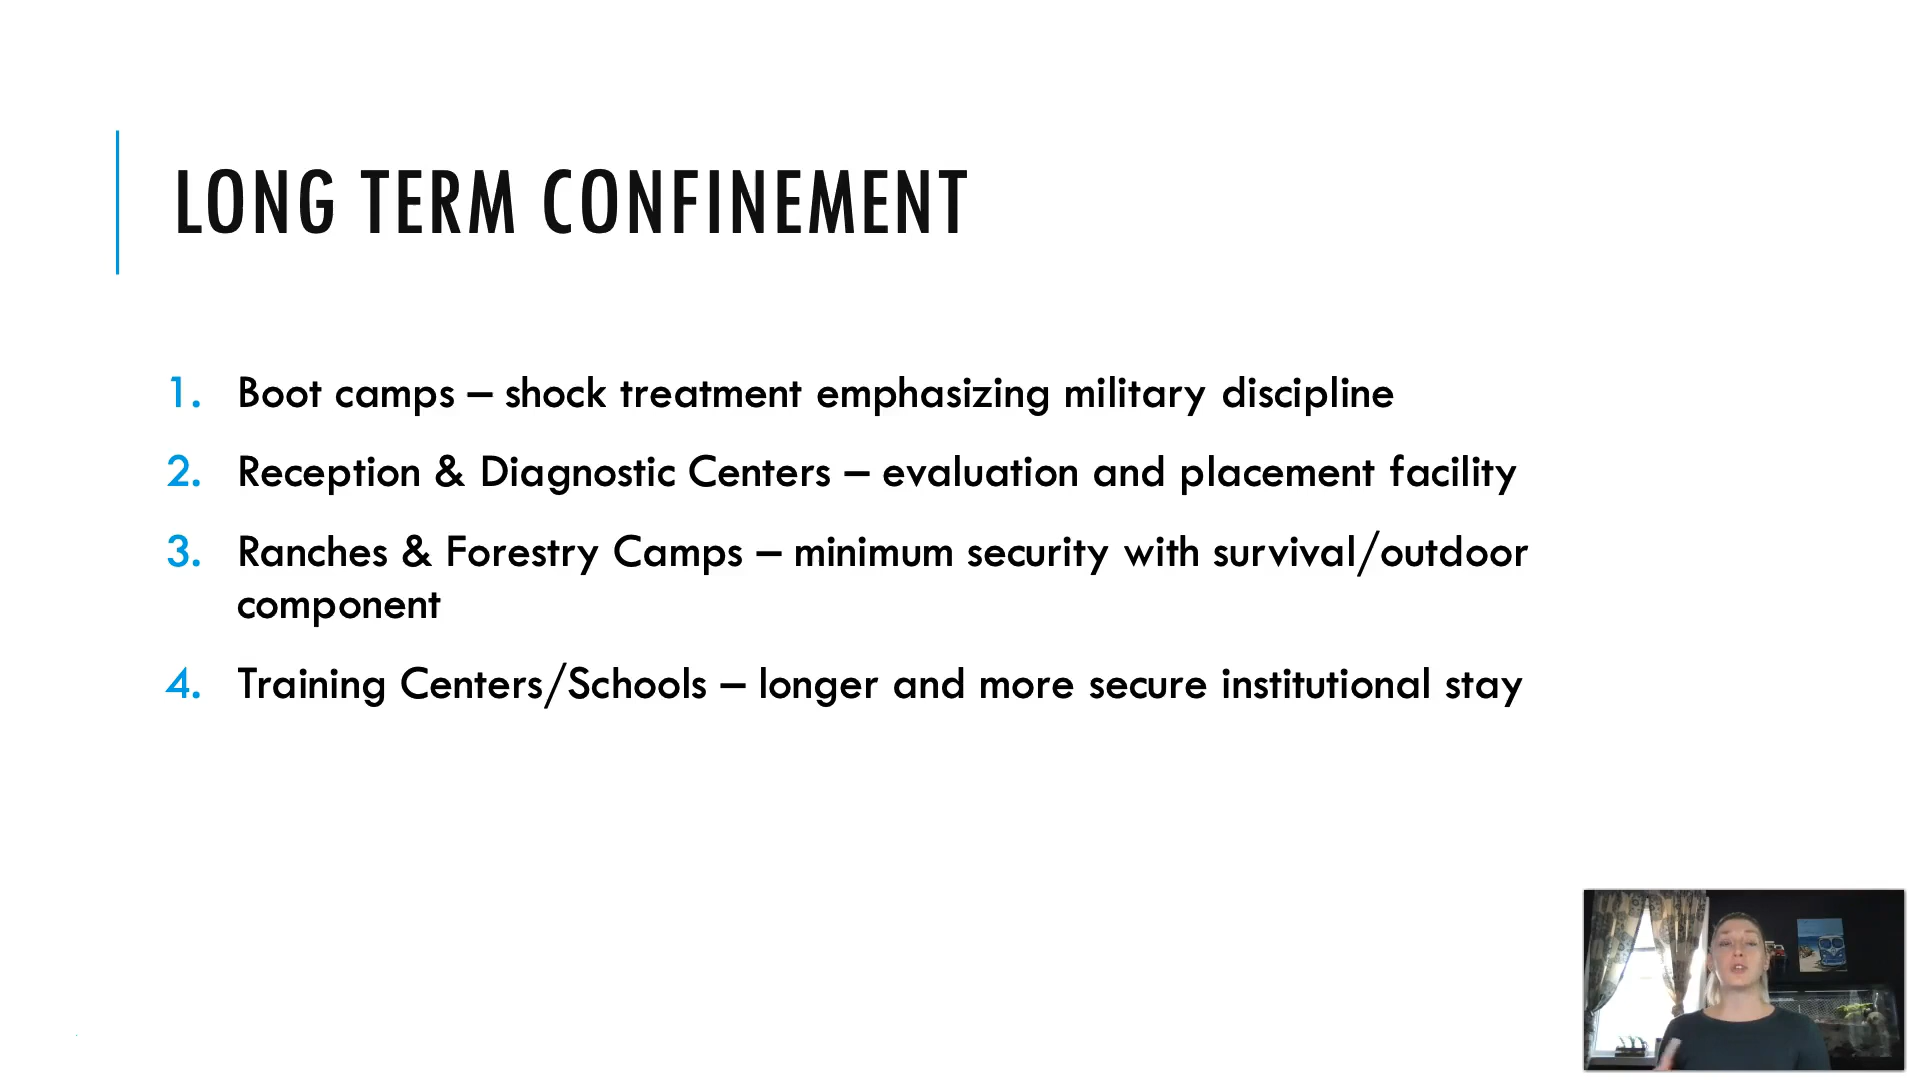 LONG TERM CONFINEMENT
1. Boot camps – shock treatment emphasizing military discipline
2. Reception & Diagnostic Centers – evaluation and placement facility
3. Ranches & Forestry Camps – minimum security with survival/outdoor
component
4. Training Centers/Schools – longer and more secure institutional stay